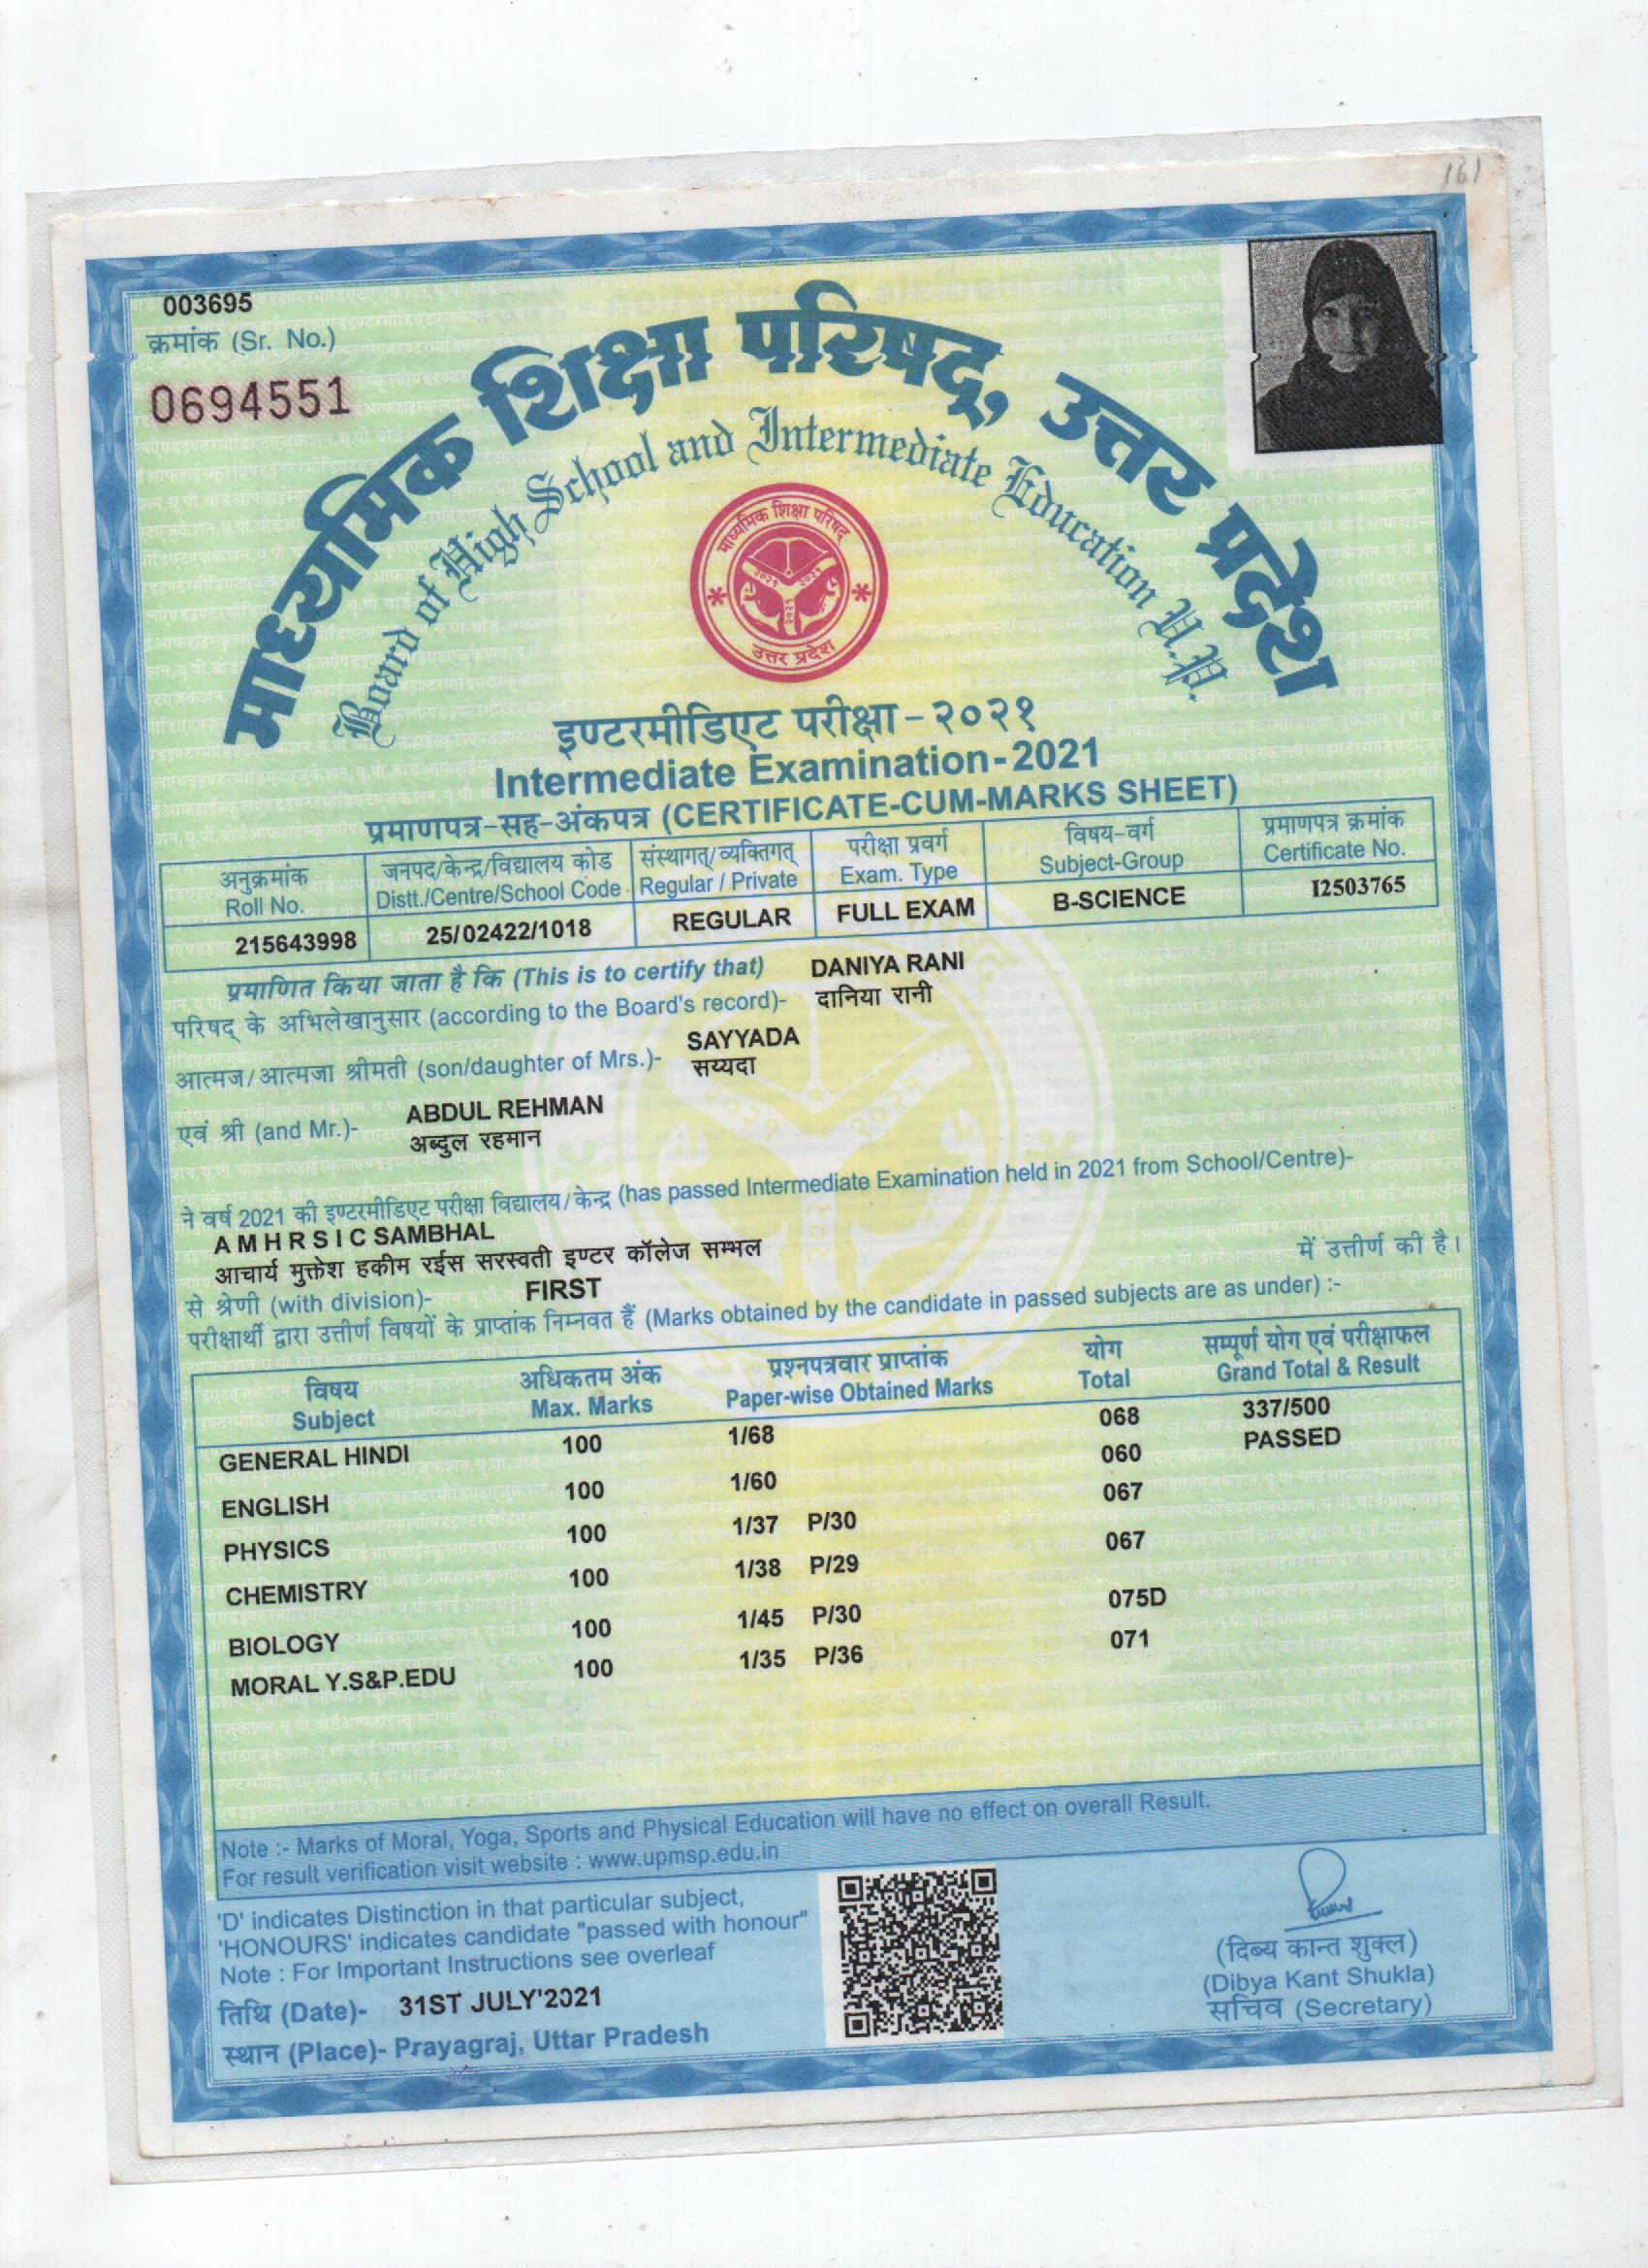 161
003695
क्रमांक (Sr. No.)
0694551
माध्यमिक शिक्षा परिषद्, उत्तर प्रदेश
Board of High School and Intermediate Education U.P.
माध्यमिक शिक्षा परिषद्
२०२१ २०२१
२०२१
उत्तर प्रदेश
इण्टरमीडिएट परीक्षा - २०२१
Intermediate Examination - 2021
प्रमाणपत्र-सह-अंकपत्र (CERTIFICATE-CUM-MARKS SHEET)
अनुक्रमांक जनपद/केन्द्र/विद्यालय कोड संस्थागत्/व्यक्तिगत् परीक्षा प्रवर्ग विषय-वर्ग प्रमाणपत्र क्रमांक
Roll No. Distt./Centre/School Code Regular / Private Exam. Type Subject-Group Certificate No.
215643998 25/02422/1018 REGULAR FULL EXAM B-SCIENCE I2503765
प्रमाणित किया जाता है कि (This is to certify that) DANIYA RANI
परिषद् के अभिलेखानुसार (according to the Board's record)- दानिया रानी
SAYYADA
आत्मज/आत्मजा श्रीमती (son/daughter of Mrs.)- सय्यदा
ABDUL REHMAN
एवं श्री (and Mr.)- अब्दुल रहमान
ने वर्ष 2021 की इण्टरमीडिएट परीक्षा विद्यालय/केन्द्र (has passed Intermediate Examination held in 2021 from School/Centre)-
A M H R S I C SAMBHAL
आचार्य मुक्तेश हकीम रईस सरस्वती इण्टर कॉलेज सम्भल में उत्तीर्ण की है।
से श्रेणी (with division)- FIRST
परीक्षार्थी द्वारा उत्तीर्ण विषयों के प्राप्तांक निम्नवत हैं (Marks obtained by the candidate in passed subjects are as under) :-
विषय अधिकतम अंक प्रश्नपत्रवार प्राप्तांक योग सम्पूर्ण योग एवं परीक्षाफल
Subject Max. Marks Paper-wise Obtained Marks Total Grand Total & Result
GENERAL HINDI 100 1/68 068 337/500
ENGLISH 100 1/60 060 PASSED
PHYSICS 100 1/37 P/30 067
CHEMISTRY 100 1/38 P/29 067
BIOLOGY 100 1/45 P/30 075D
MORAL Y.S&P.EDU 100 1/35 P/36 071
Note :- Marks of Moral, Yoga, Sports and Physical Education will have no effect on overall Result.
For result verification visit website : www.upmsp.edu.in
'D' indicates Distinction in that particular subject,
'HONOURS' indicates candidate "passed with honour"
Note : For Important Instructions see overleaf
तिथि (Date)- 31ST JULY'2021
स्थान (Place)- Prayagraj, Uttar Pradesh
(दिब्य कान्त शुक्ल)
(Dibya Kant Shukla)
सचिव (Secretary)